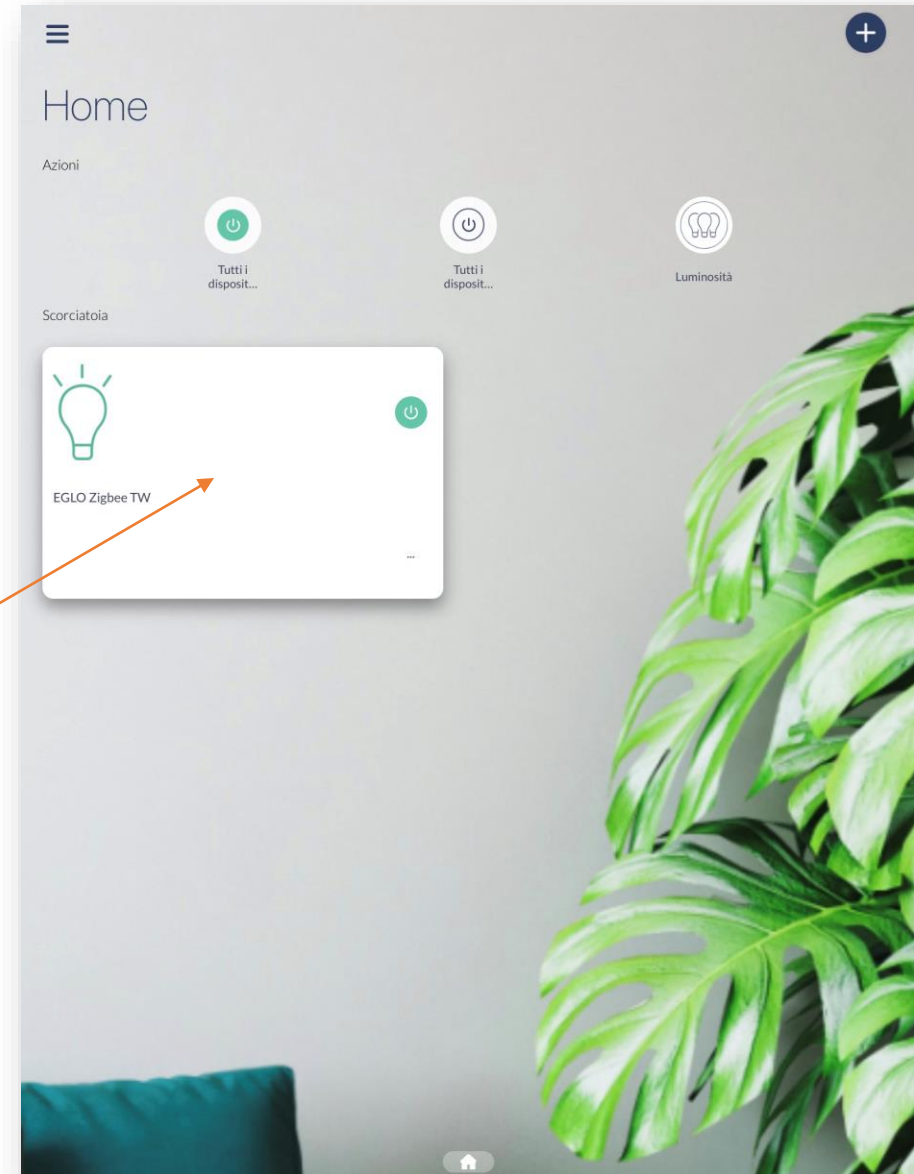 Home
Azioni
Tutti i
disposit...
Tutti i
disposit...
Luminosità
Scorciatoia
EGLO Zigbee TW
...